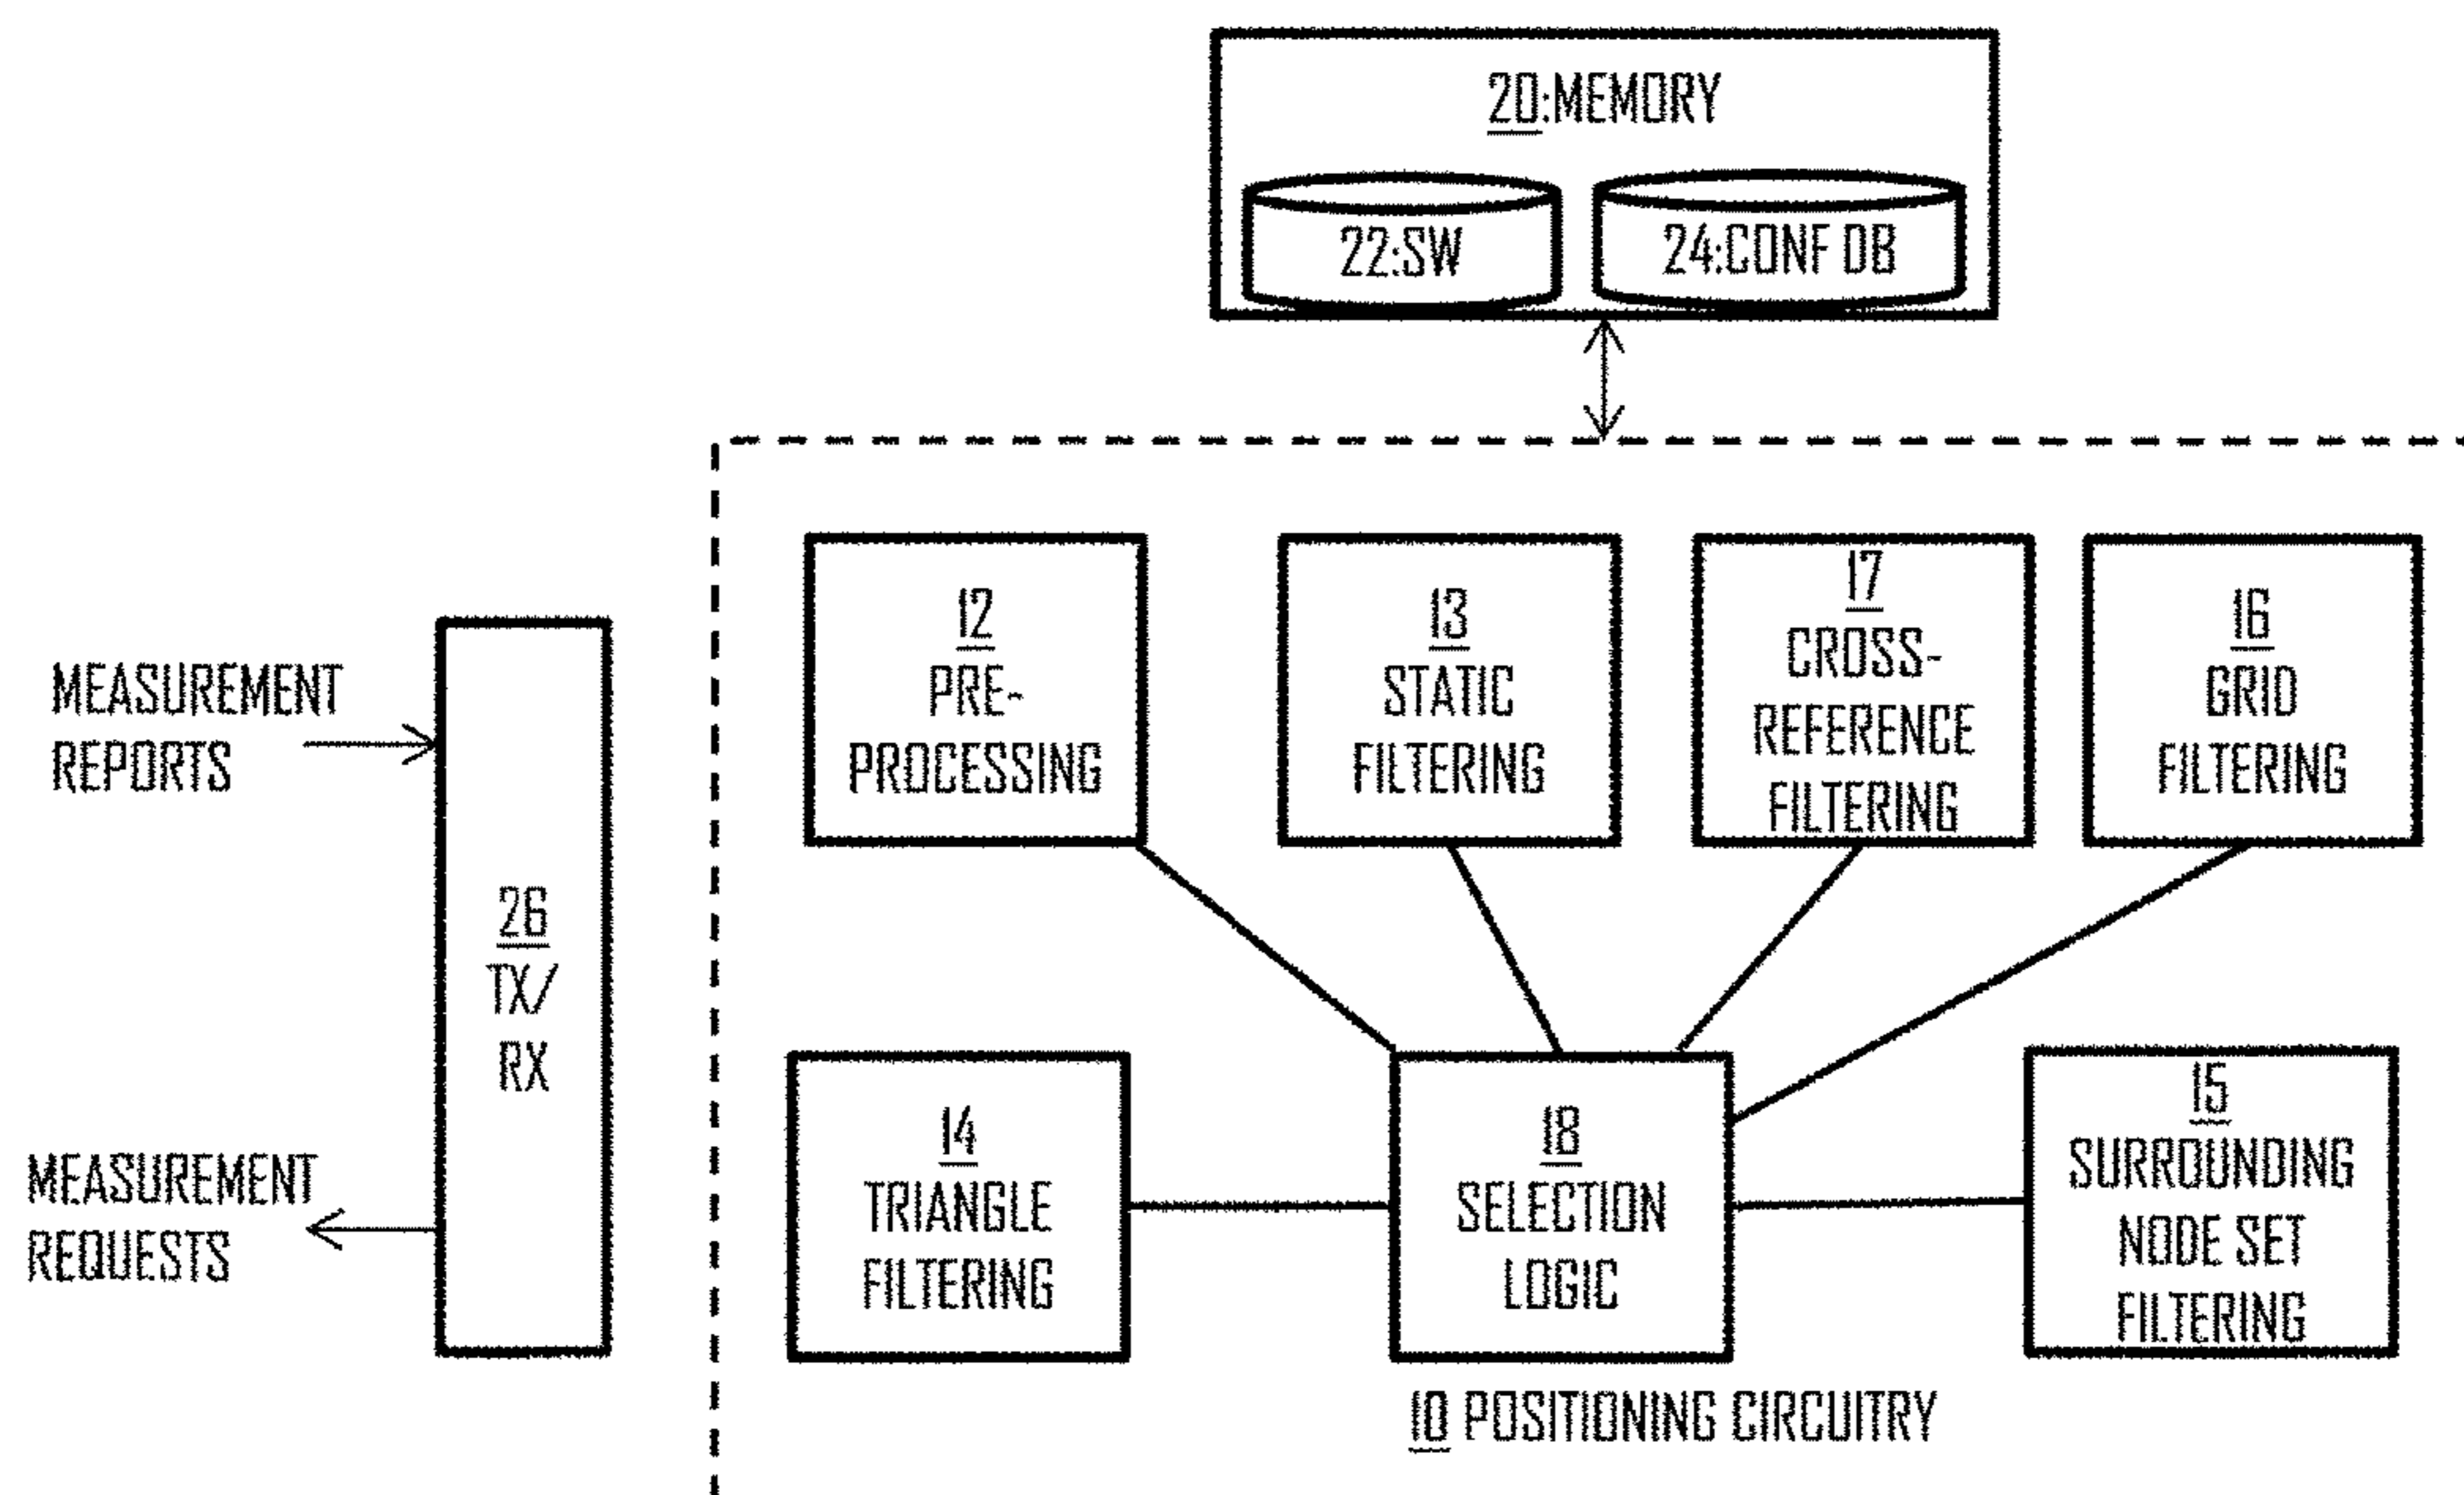 20:MEMORY
22:SW
24:CONF DB
12
PRE-
PROCESSING
13
STATIC
FILTERING
17
CROSS-
REFERENCE
FILTERING
16
GRID
FILTERING
MEASUREMENT
REPORTS
26
TX/
RX
MEASUREMENT
REQUESTS
14
TRIANGLE
FILTERING
18
SELECTION
LOGIC
15
SURROUNDING
NODE SET
FILTERING
10 POSITIONING CIRCUITRY